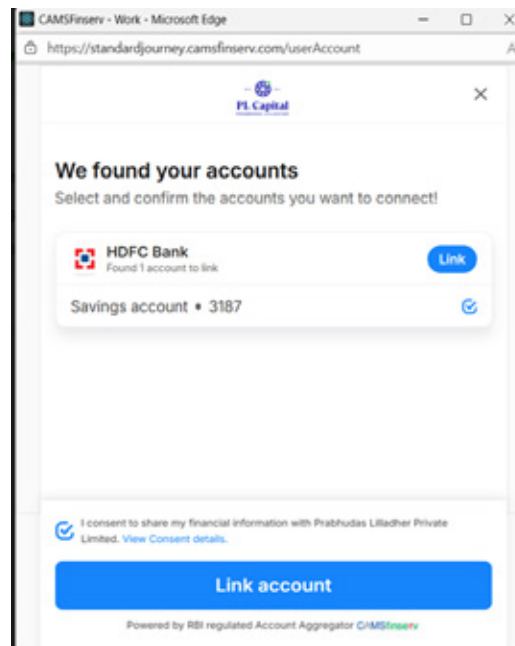 CAMSFinserv - Work - Microsoft Edge
https://standardjourney.camsfinserv.com/userAccount
PL Capital
We found your accounts
Select and confirm the accounts you want to connect!
HDFC Bank
Found 1 account to link
Link
Savings account • 3187
I consent to share my financial information with Prabhudas Lilladher Private
Limited. View Consent details.
Link account
Powered by RBI regulated Account Aggregator CAMSfinserv